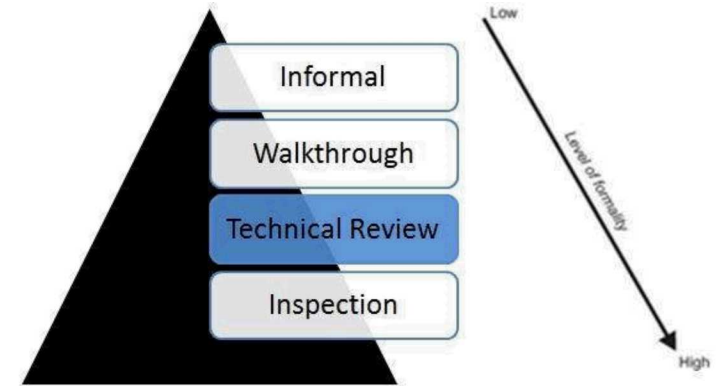 Low
Informal
Walkthrough
Level of formality
Technical Review
Inspection
High